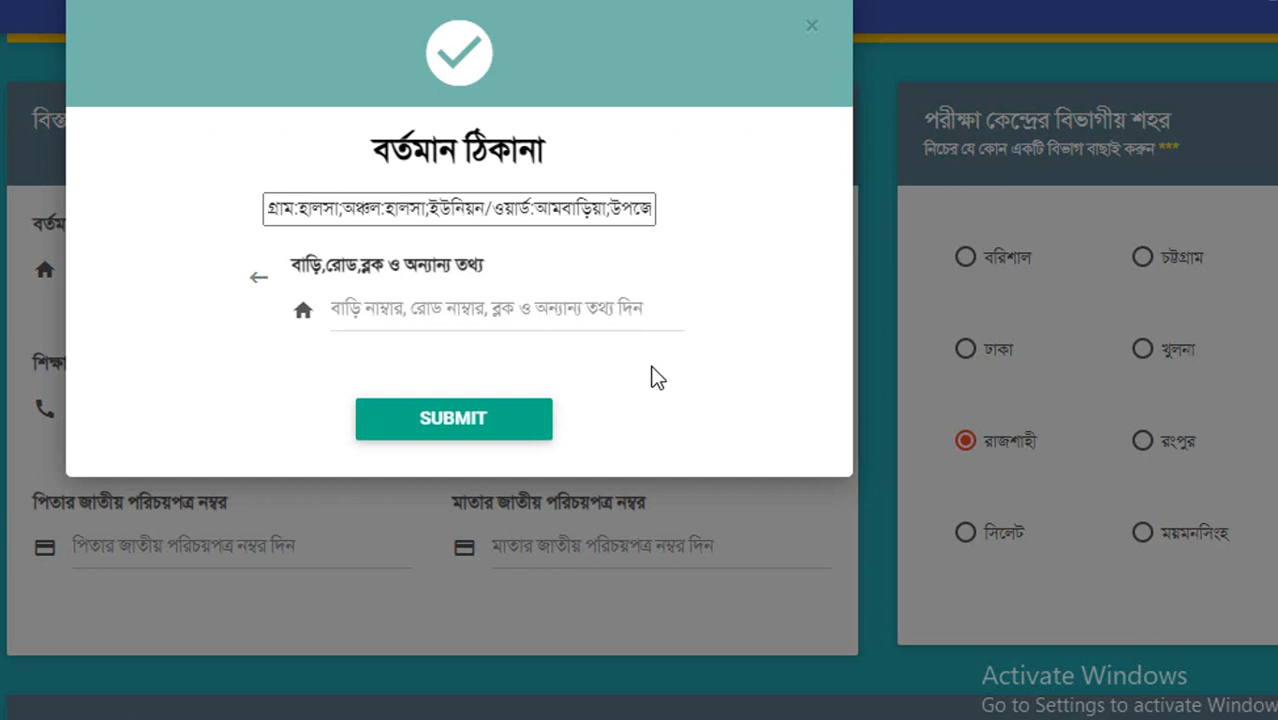 ×
বর্তমান ঠিকানা
গ্রাম:হালসা;অঞ্চল:হালসা;ইউনিয়ন/ওয়ার্ড:আমবাড়িয়া;উপজে
বাড়ি,রোড,ব্লক ও অন্যান্য তথ্য
বাড়ি নাম্বার, রোড নাম্বার, ব্লক ও অন্যান্য তথ্য দিন
SUBMIT
পিতার জাতীয় পরিচয়পত্র নম্বর
পিতার জাতীয় পরিচয়পত্র নম্বর দিন
মাতার জাতীয় পরিচয়পত্র নম্বর
মাতার জাতীয় পরিচয়পত্র নম্বর দিন
পরীক্ষা কেন্দ্রের বিভাগীয় শহর
নিচের যে কোন একটি বিভাগ বাছাই করুন ***
বরিশাল
চট্টগ্রাম
ঢাকা
খুলনা
রাজশাহী
রংপুর
সিলেট
ময়মনসিংহ
Activate Windows
Go to Settings to activate Window